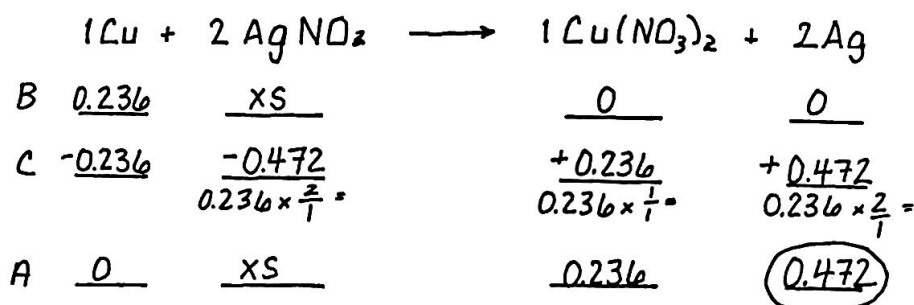 1Cu + 2AgNO₂ ⟶ 1Cu(NO₃)₂ + 2Ag
B 0.236 xs 0 0
C -0.236 -0.472 +0.236 +0.472
0.236 x 2/1 = 0.236 x 1/1 = 0.236 x 2/1 =
A 0 xs 0.236 0.472